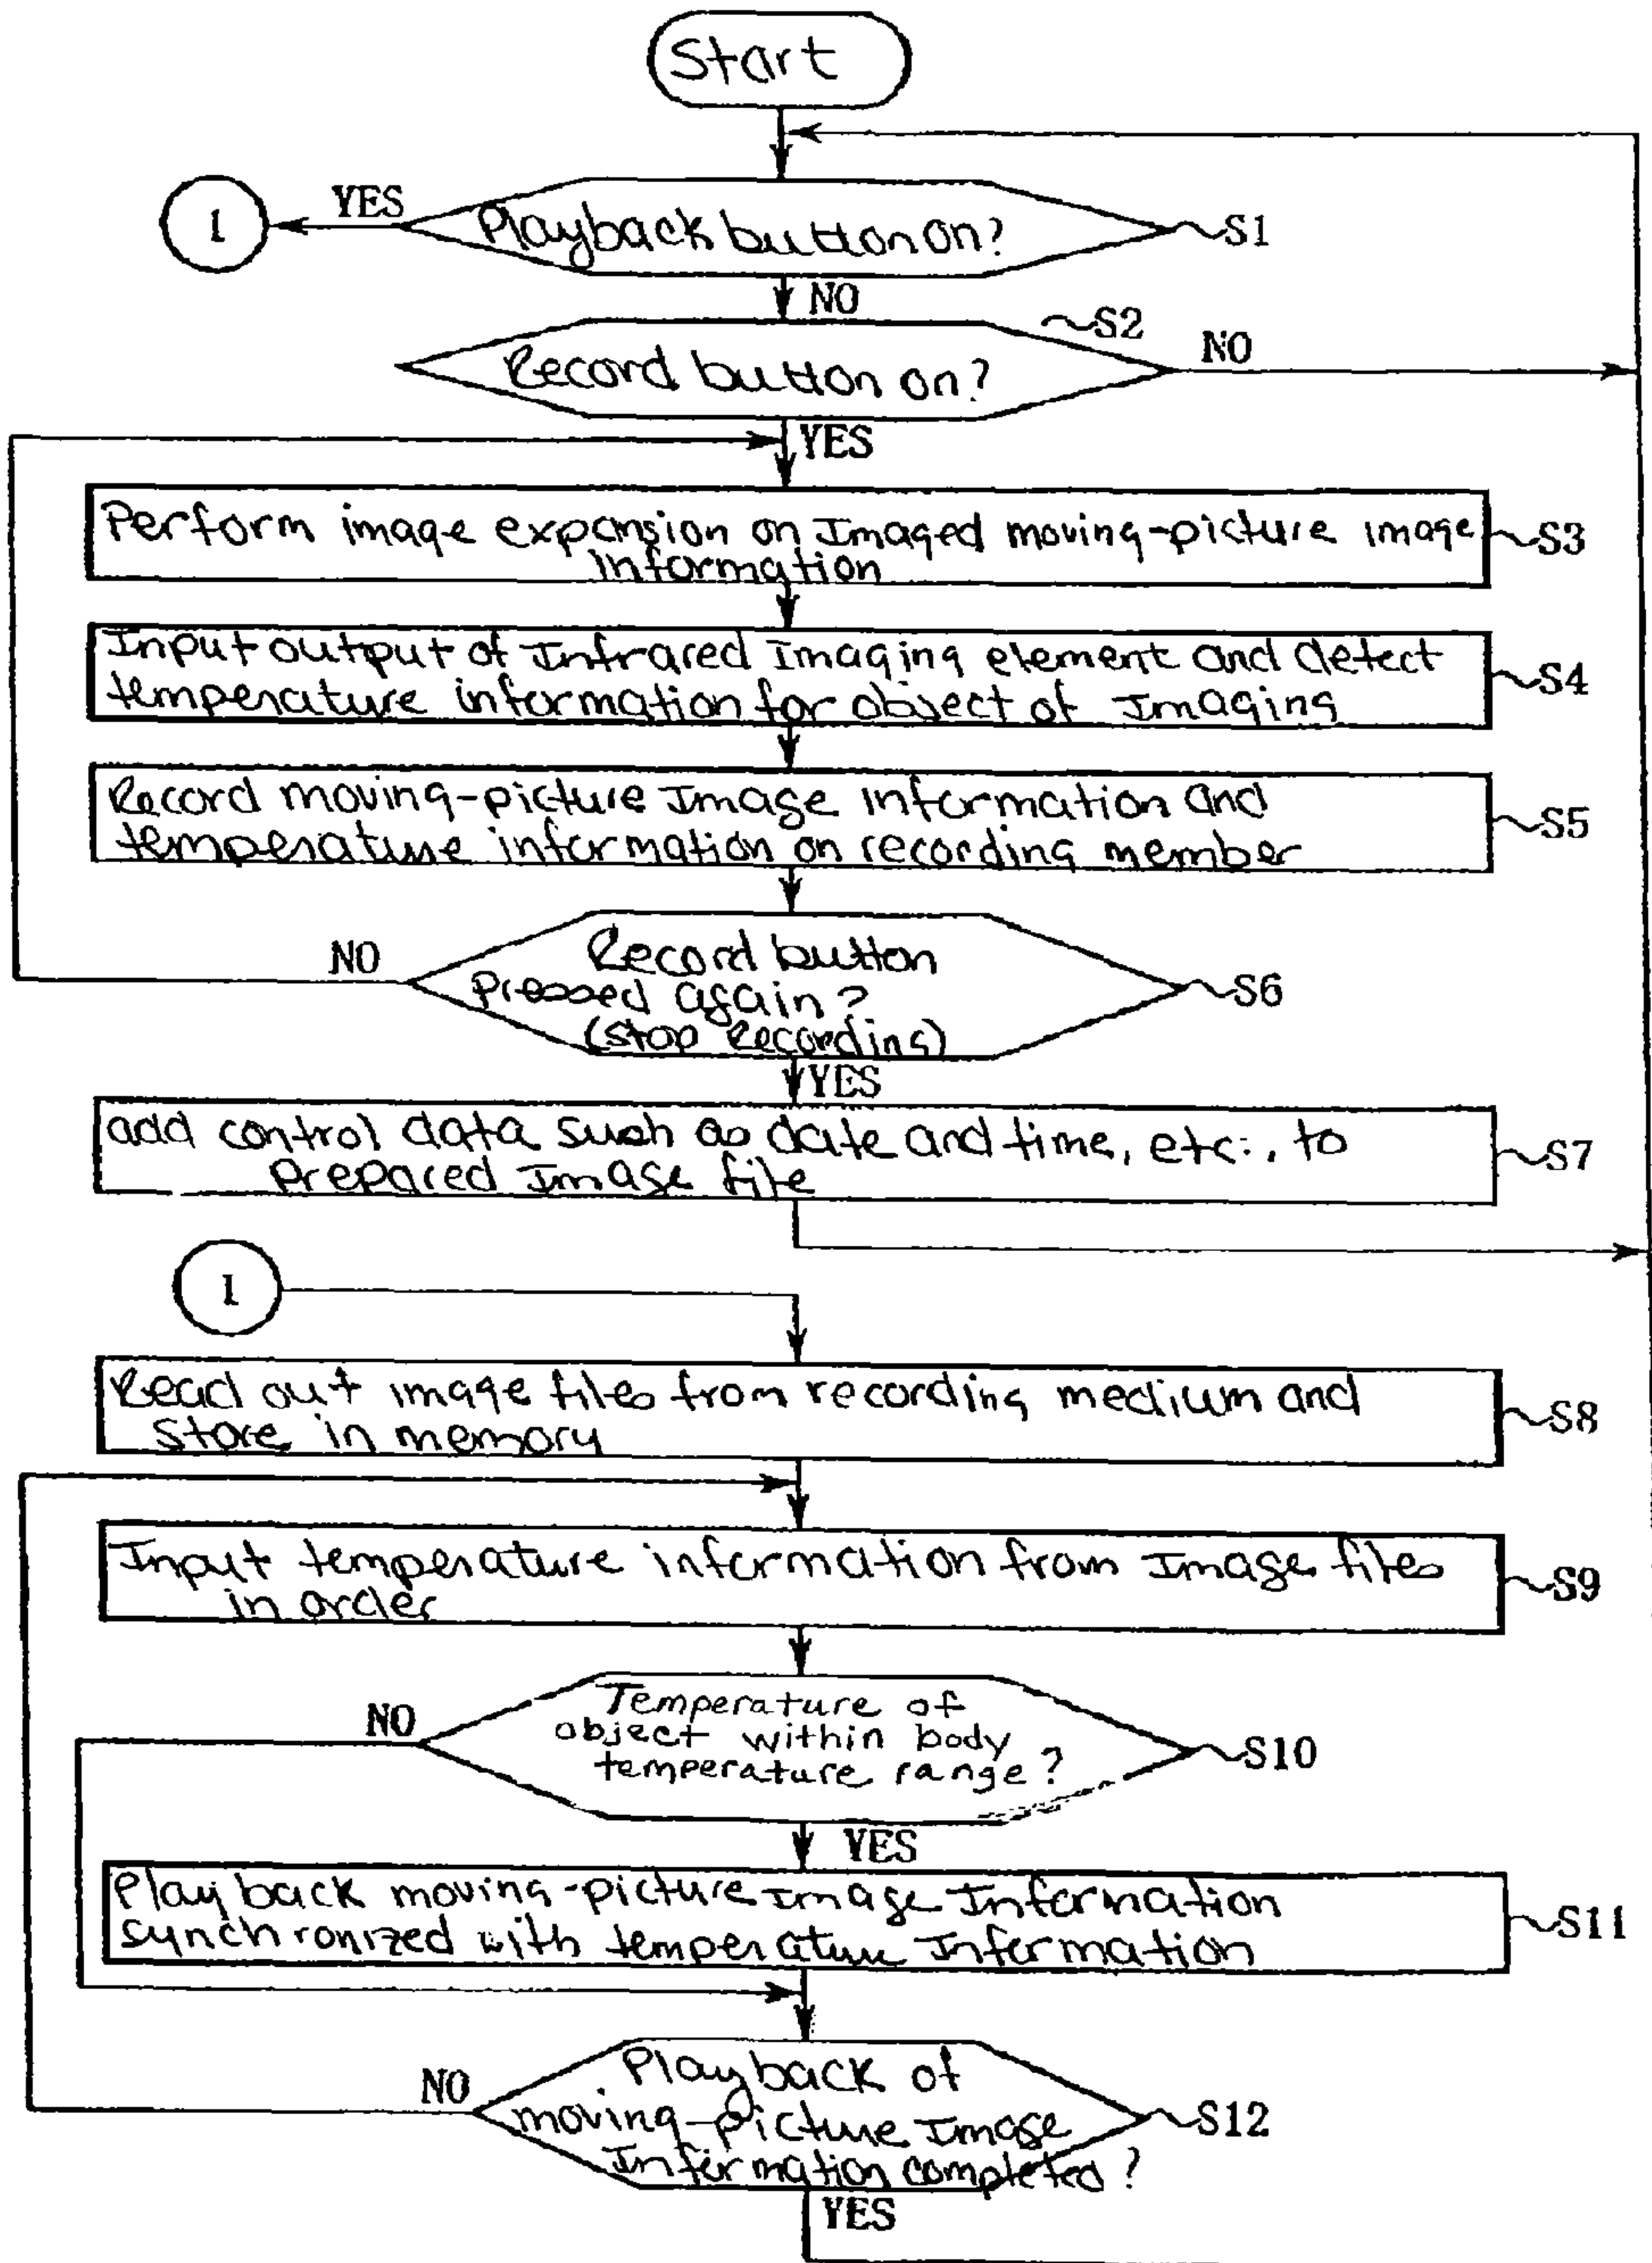 Start
1
YES
Playback button on?
S1
NO
S2
Record button on?
NO
YES
Perform image expansion on Imaged moving-picture image
Information
S3
Input output of Infrared Imaging element and detect
temperature information for object of Imaging
S4
Record moving-picture Image information and
temperature information on recording member
S5
NO
Record button
Pressed again?
(Stop Recording)
S6
YES
add control data such as date and time, etc., to
Prepared Image file
S7
1
Read out image files from recording medium and
store in memory
S8
Input temperature information from Image files
in order
S9
NO
Temperature of
object within body
temperature range?
S10
YES
Playback moving-picture Image Information
synchronized with temperature Information
S11
NO
Playback of
moving-picture Image
Information completed?
S12
YES